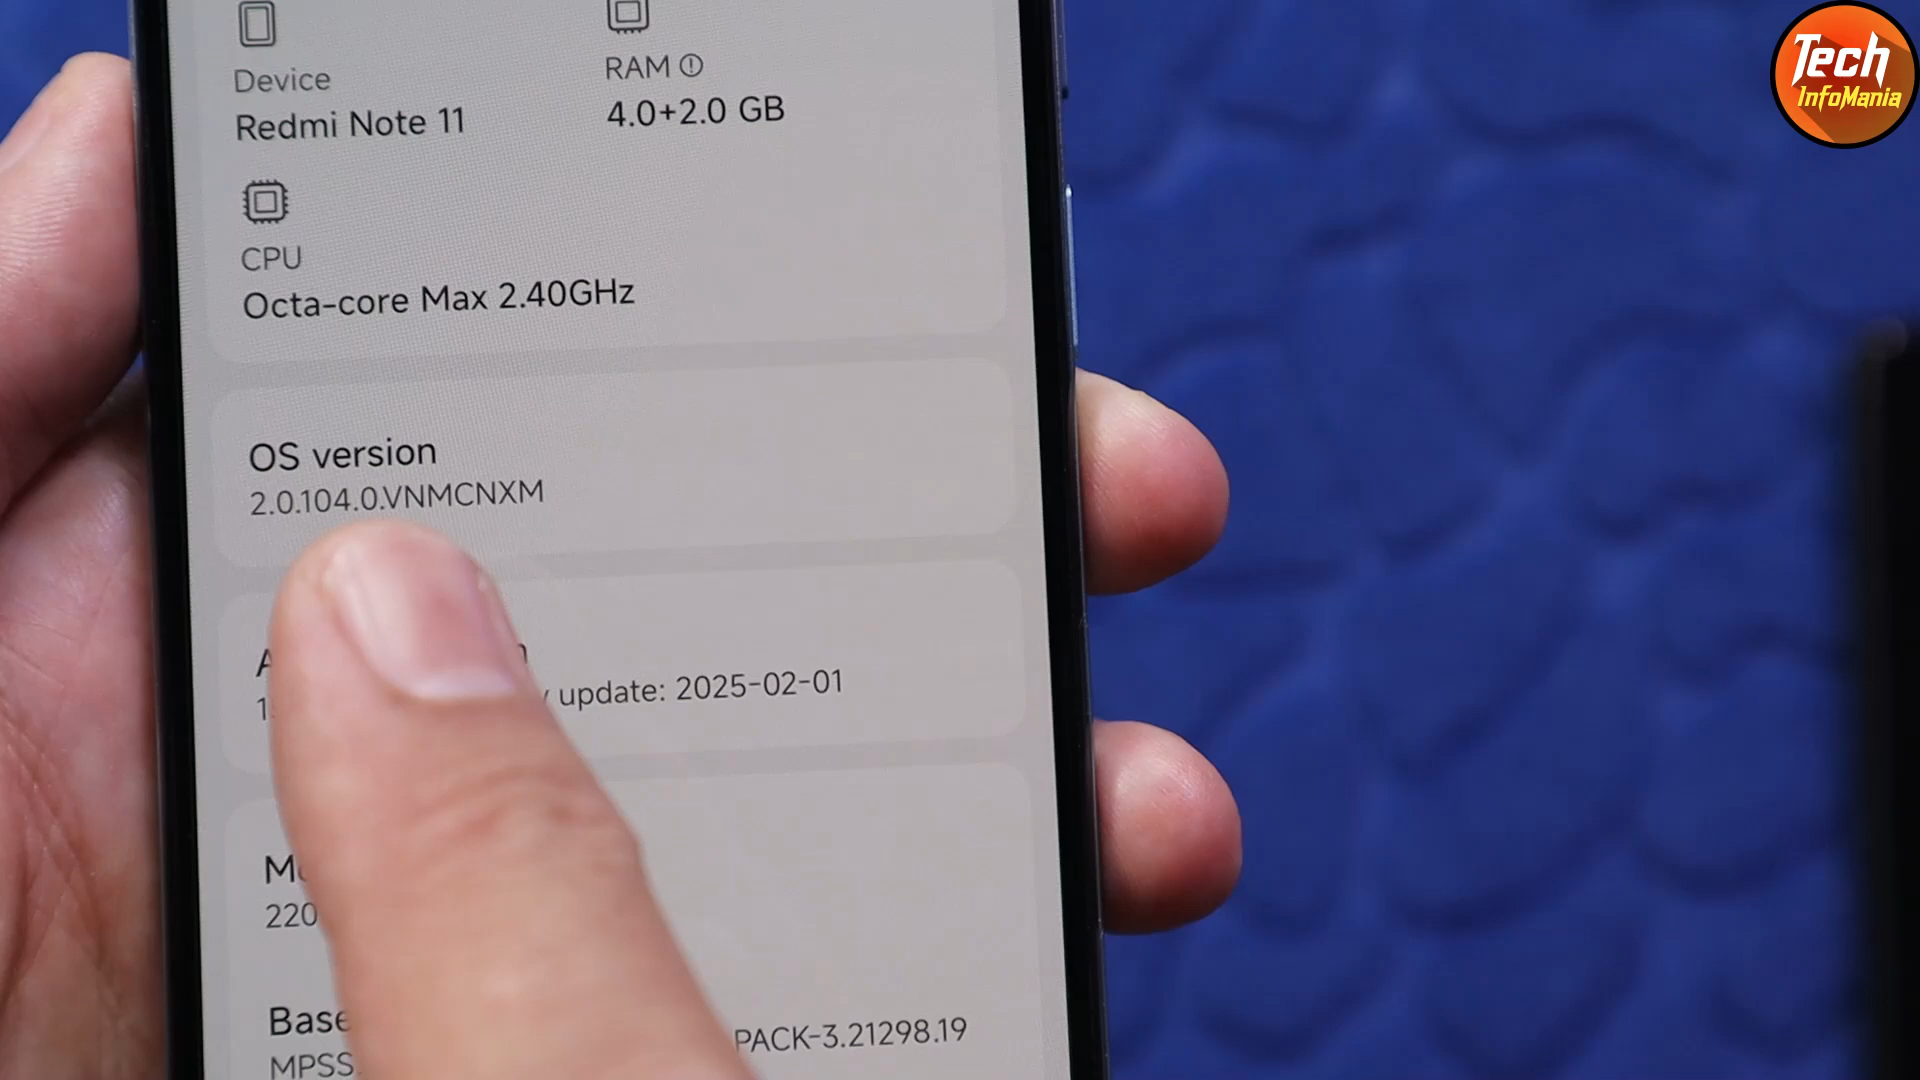 Tech
InfoMania
Device
Redmi Note 11
RAM
4.0+2.0 GB
CPU
Octa-core Max 2.40GHz
OS version
2.0.104.0.VNMCNXM
update: 2025-02-01
220
Base
PACK-3.21298.19
MPSS